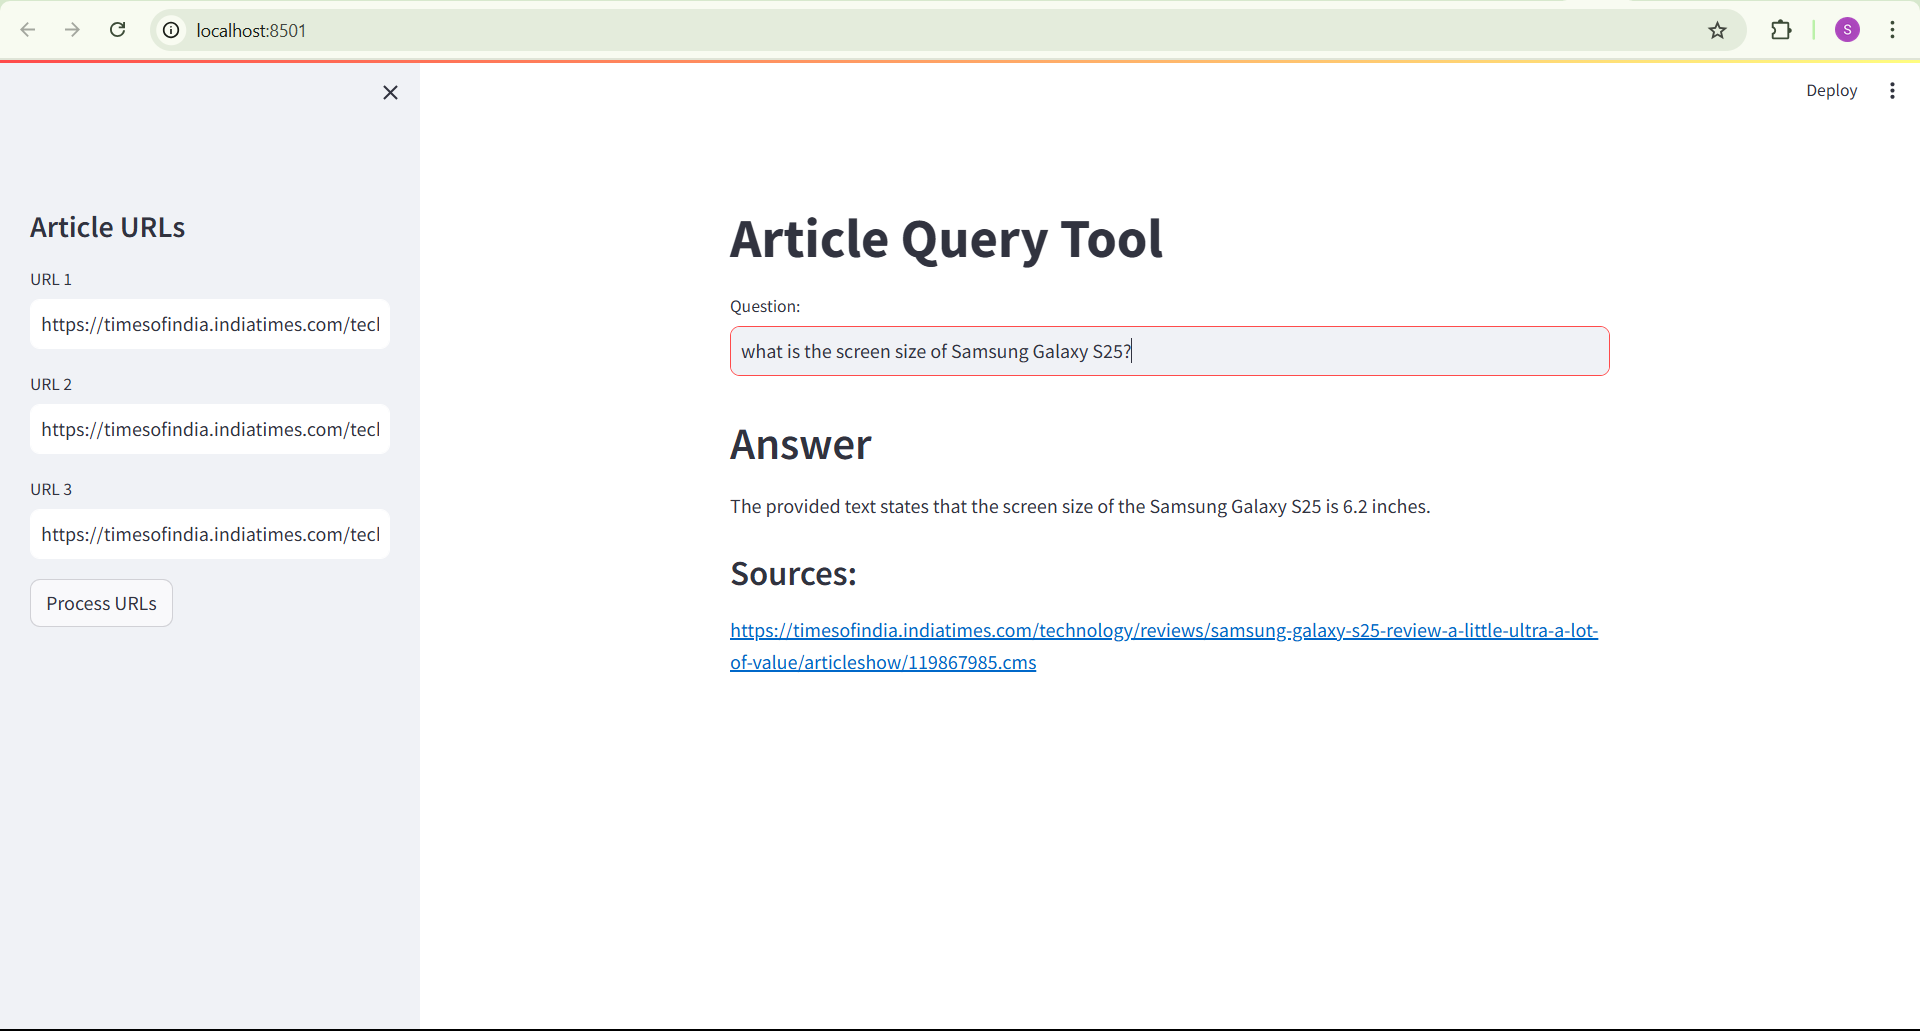 localhost:8501
S
Deploy
Article URLs
URL 1
https://timesofindia.indiatimes.com/tecl
URL 2
https://timesofindia.indiatimes.com/tecl
URL 3
https://timesofindia.indiatimes.com/tecl
Process URLs
Article Query Tool
Question:
what is the screen size of Samsung Galaxy S25?
Answer
The provided text states that the screen size of the Samsung Galaxy S25 is 6.2 inches.
Sources:
https://timesofindia.indiatimes.com/technology/reviews/samsung-galaxy-s25-review-a-little-ultra-a-lot-
of-value/articleshow/119867985.cms